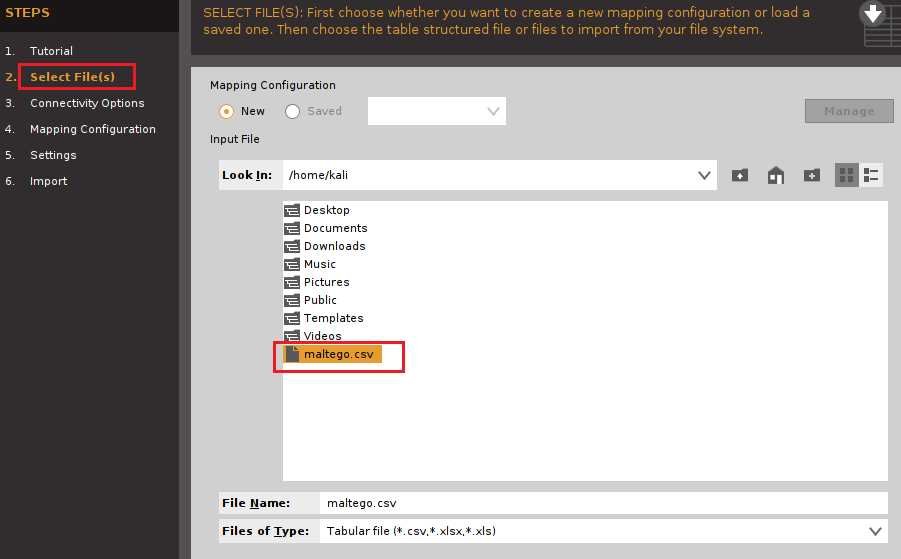 STEPS
1. Tutorial
2. Select File(s)
3. Connectivity Options
4. Mapping Configuration
5. Settings
6. Import
SELECT FILE(S): First choose whether you want to create a new mapping configuration or load a
saved one. Then choose the table structured file or files to import from your file system.
Mapping Configuration
New Saved Manage
Input File
Look In: /home/kali
Desktop
Documents
Downloads
Music
Pictures
Public
Templates
Videos
maltego.csv
File Name: maltego.csv
Files of Type: Tabular file (*.csv,*.xlsx,*.xls)